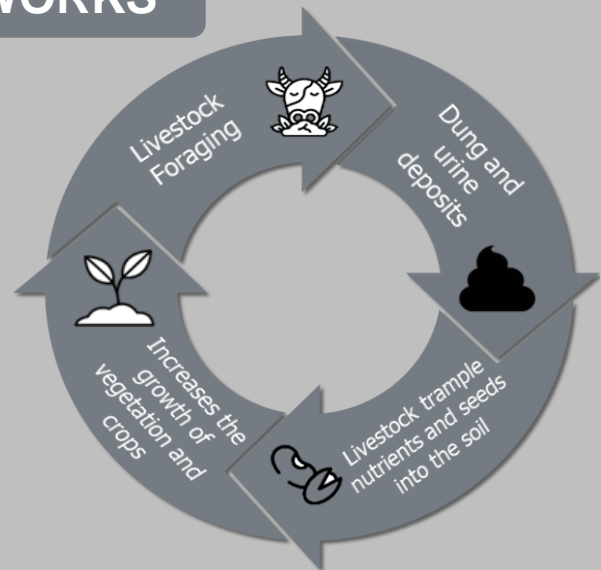 WORKS
Livestock
Foraging
Dung and
urine
deposits
Livestock trample
nutrients and seeds
into the soil
Increases the
growth of
vegetation and
crops